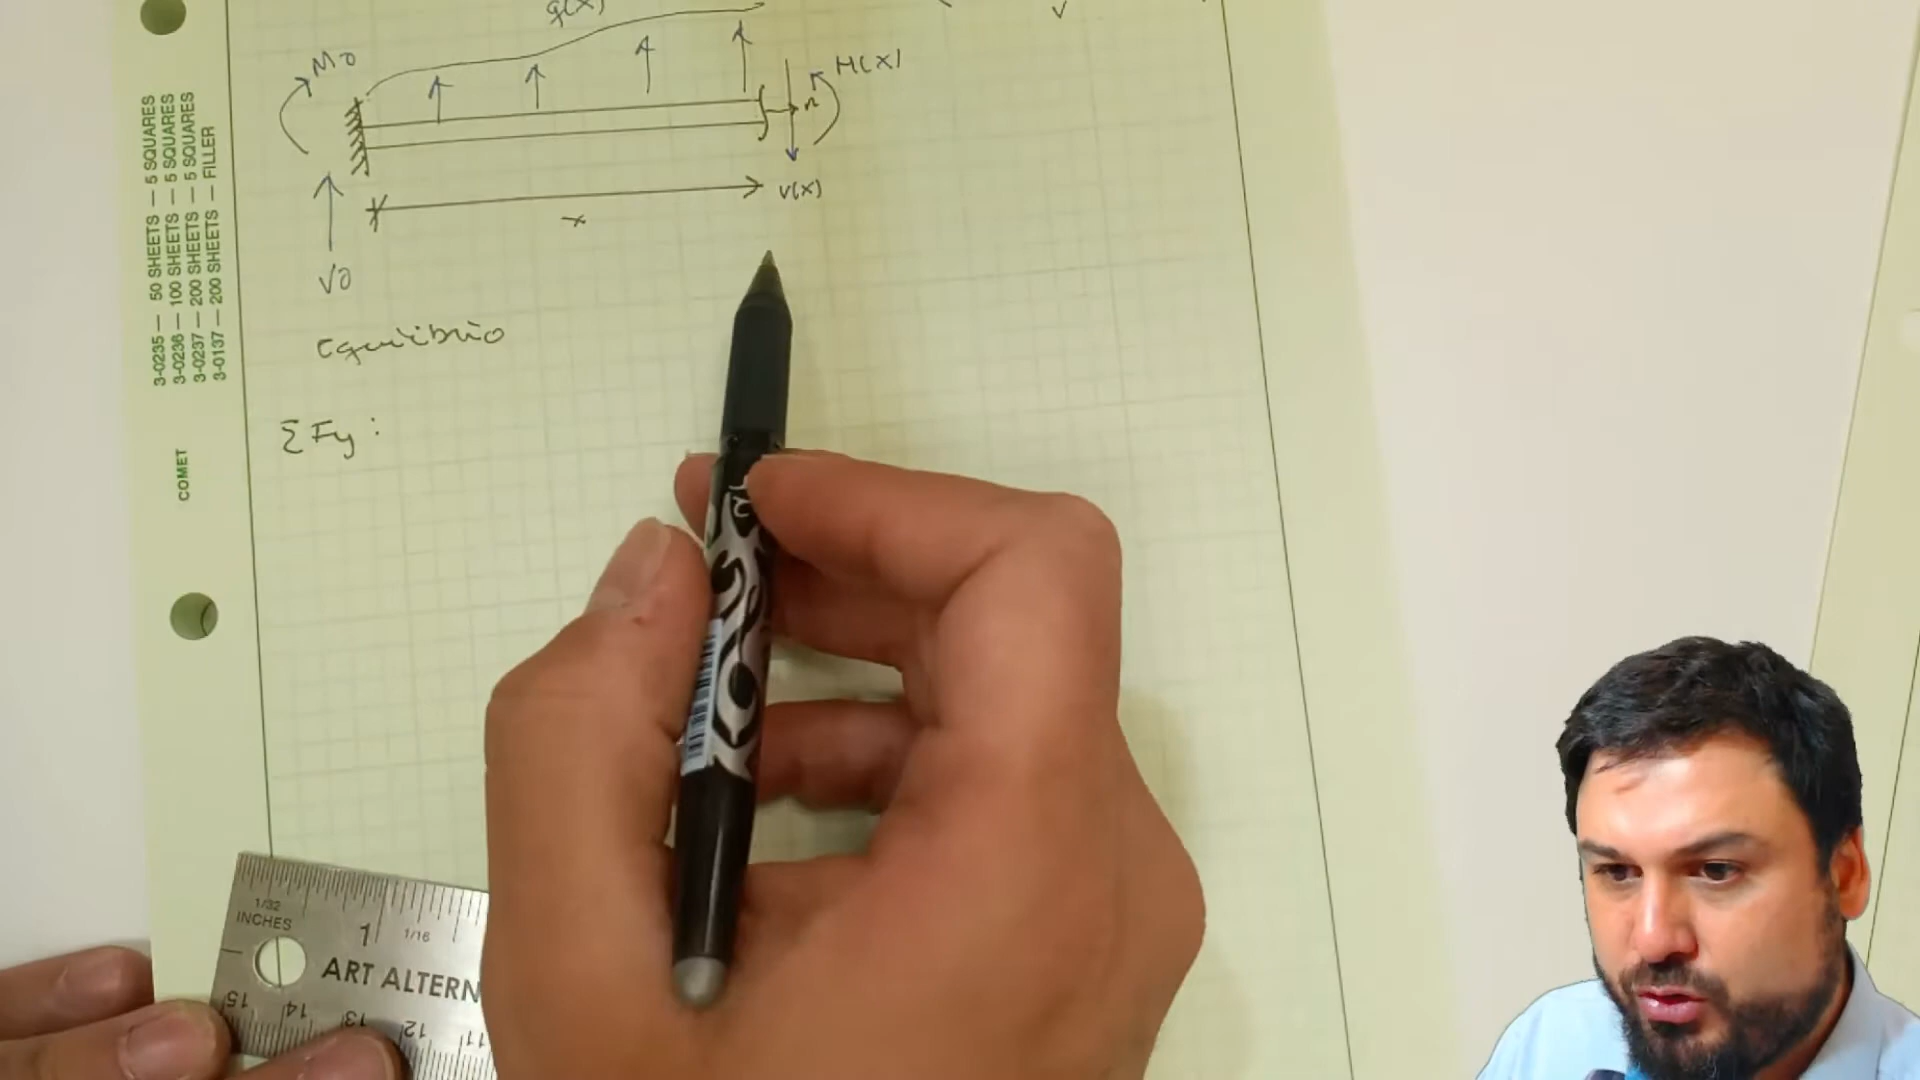 q(x)
M0
M(x)
n
V(x)
x
V0
Equilibrio
ΣFy:
3-0235 — 50 SHEETS — 5 SQUARES
3-0236 — 100 SHEETS — 5 SQUARES
3-0237 — 200 SHEETS — 5 SQUARES
3-0137 — 200 SHEETS — FILLER
COMET
1/32
INCHES
1
1/16
ART ALTERN
15 14 13 12 11